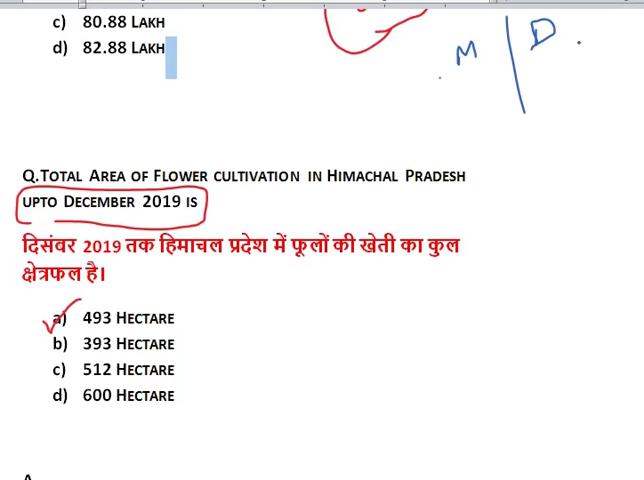 c) 80.88 LAKH
d) 82.88 LAKH
M D
Q.TOTAL AREA OF FLOWER CULTIVATION IN HIMACHAL PRADESH
UPTO DECEMBER 2019 IS
दिसंबर 2019 तक हिमाचल प्रदेश में फूलों की खेती का कुल
क्षेत्रफल है।
a) 493 HECTARE
b) 393 HECTARE
c) 512 HECTARE
d) 600 HECTARE